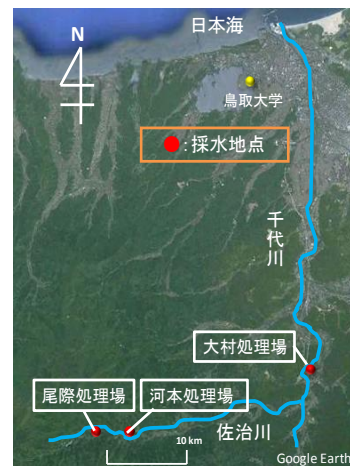 日本海
N
鳥取大学
●:採水地点
千代川
大村処理場
尾際処理場
河本処理場
佐治川
10 km
Google Earth